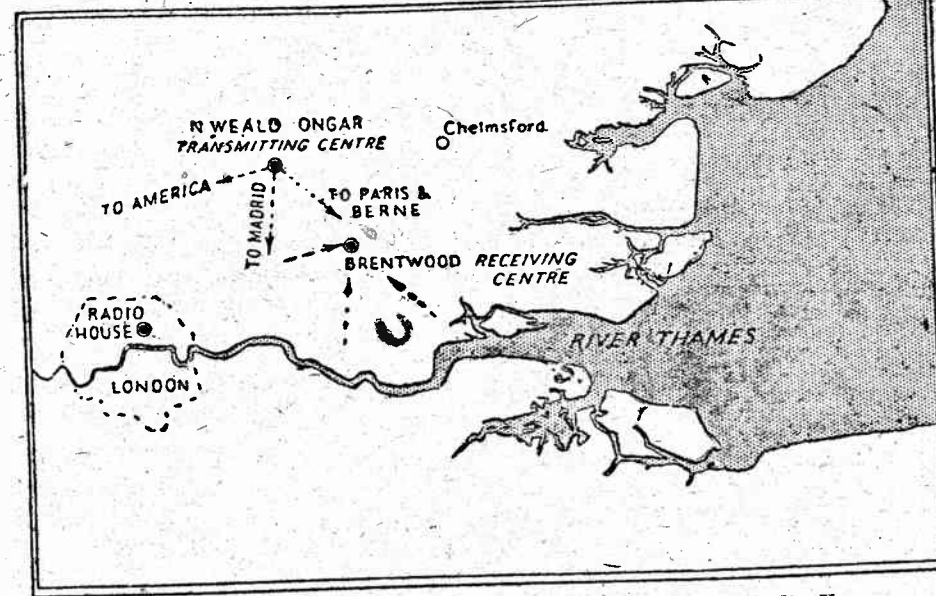 N WEALD ONGAR
TRANSMITTING CENTRE
Chelmsford
TO AMERICA
TO MADRID
TO PARIS &
BERNE
BRENTWOOD RECEIVING
CENTRE
RADIO
HOUSE
LONDON
RIVER THAMES